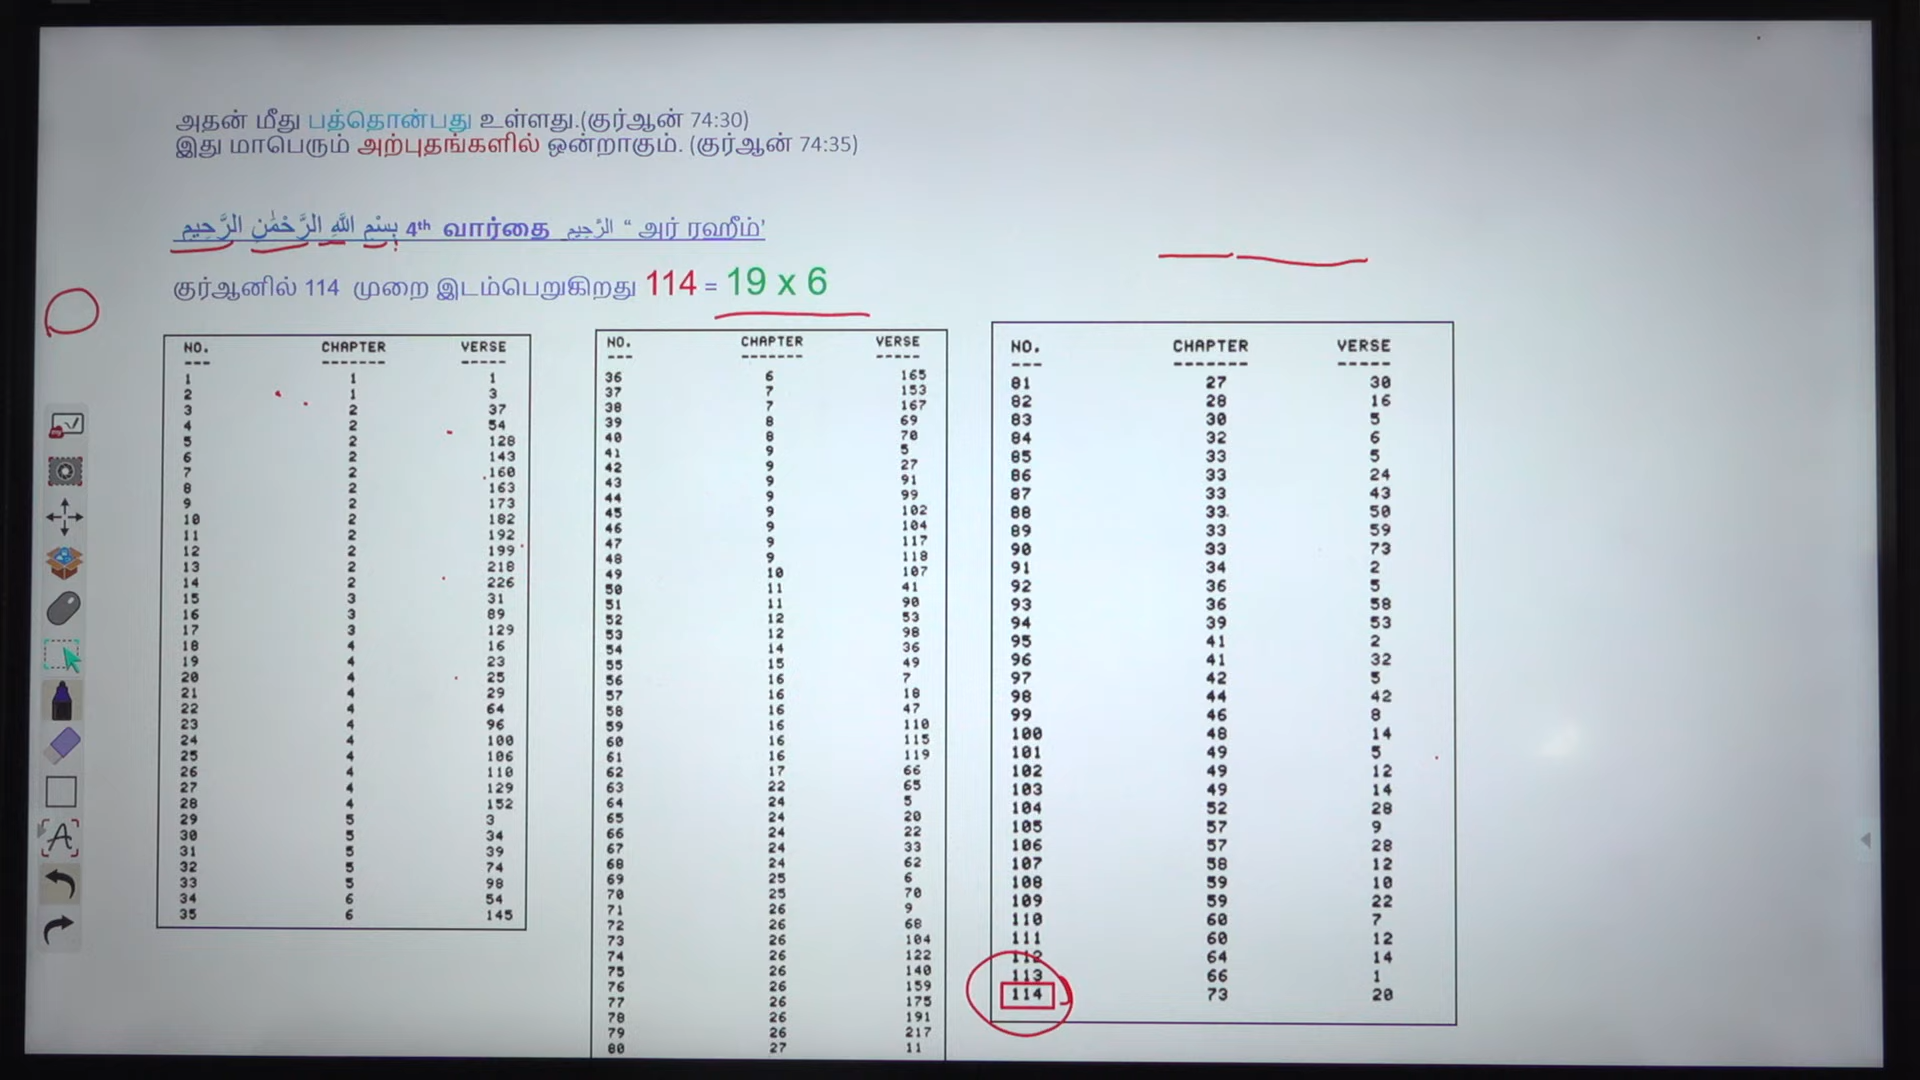 அதன் மீது பத்தொன்பது உள்ளது.(குர்ஆன் 74:30)
இது மாபெரும் அற்புதங்களில் ஒன்றாகும். (குர்ஆன் 74:35)
بِسْمِ اللَّهِ الرَّحْمَٰنِ الرَّحِيمِ 4th வார்தை الرَّحِيمِ “ அர் ரஹீம்'
குர்ஆனில் 114 முறை இடம்பெறுகிறது 114 = 19 x 6
NO. CHAPTER VERSE
--- ------- -----
1 1 1
2 1 3
3 2 37
4 2 54
5 2 128
6 2 143
7 2 160
8 2 163
9 2 173
10 2 182
11 2 192
12 2 199
13 2 218
14 2 226
15 3 31
16 3 89
17 3 129
18 4 16
19 4 23
20 4 25
21 4 29
22 4 64
23 4 96
24 4 100
25 4 106
26 4 110
27 4 129
28 4 152
29 5 3
30 5 34
31 5 39
32 5 74
33 5 98
34 6 54
35 6 145
NO. CHAPTER VERSE
--- ------- -----
36 6 165
37 7 153
38 7 167
39 8 69
40 8 70
41 9 5
42 9 27
43 9 91
44 9 99
45 9 102
46 9 104
47 9 117
48 9 118
49 10 107
50 11 41
51 11 90
52 12 53
53 12 98
54 14 36
55 15 49
56 16 7
57 16 18
58 16 47
59 16 110
60 16 115
61 16 119
62 17 66
63 22 65
64 24 5
65 24 20
66 24 22
67 24 33
68 24 62
69 25 6
70 25 70
71 26 9
72 26 68
73 26 104
74 26 122
75 26 140
76 26 159
77 26 175
78 26 191
79 26 217
80 27 11
NO. CHAPTER VERSE
--- ------- -----
81 27 30
82 28 16
83 30 5
84 32 6
85 33 5
86 33 24
87 33 43
88 33 50
89 33 59
90 33 73
91 34 2
92 36 5
93 36 58
94 39 53
95 41 2
96 41 32
97 42 5
98 44 42
99 46 8
100 48 14
101 49 5
102 49 12
103 49 14
104 52 28
105 57 9
106 57 28
107 58 12
108 59 10
109 59 22
110 60 7
111 60 12
112 64 14
113 66 1
114 73 20